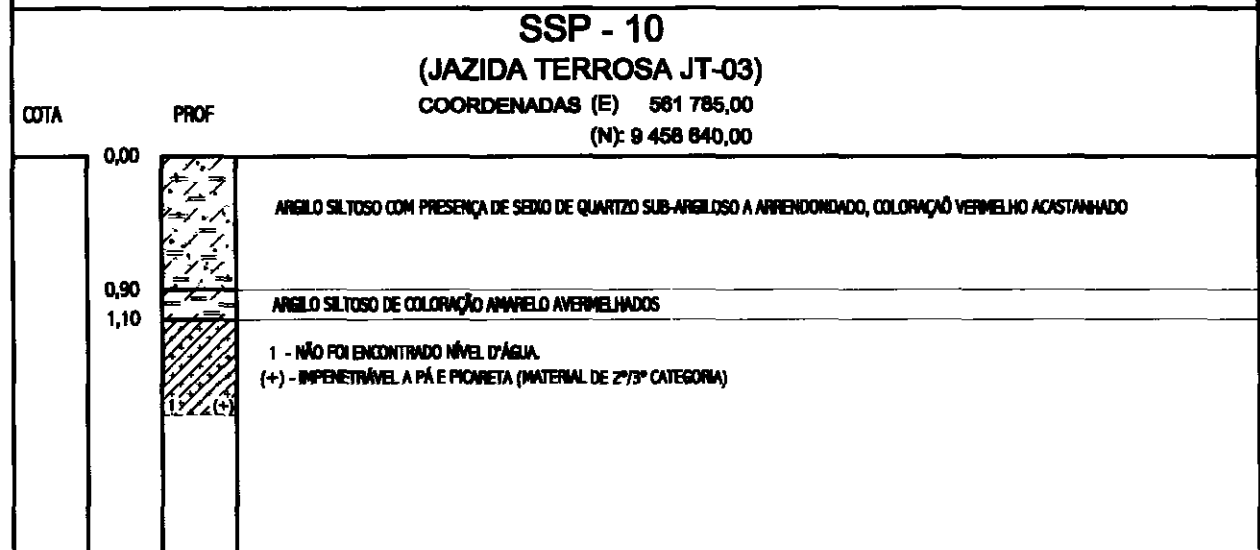 SSP - 10
(JAZIDA TERROSA JT-03)
COORDENADAS (E) 561 785,00
(N): 9 458 640,00
COTA PROF
0,00
ARGILO SILTOSO COM PRESENÇA DE SEIXO DE QUARTZO SUB-ARGILOSO A ARRENDONDADO, COLORAÇAÕ VERMELHO ACASTANHADO
0,90
ARGILO SILTOSO DE COLORAÇÃO AMARELO AVERMELHADOS
1,10
1 - NÃO FOI ENCONTRADO NÍVEL D'ÁGUA.
(+) - IMPENETRÁVEL A PÁ E PICARETA (MATERIAL DE 2ª/3ª CATEGORIA)
(1) (+)